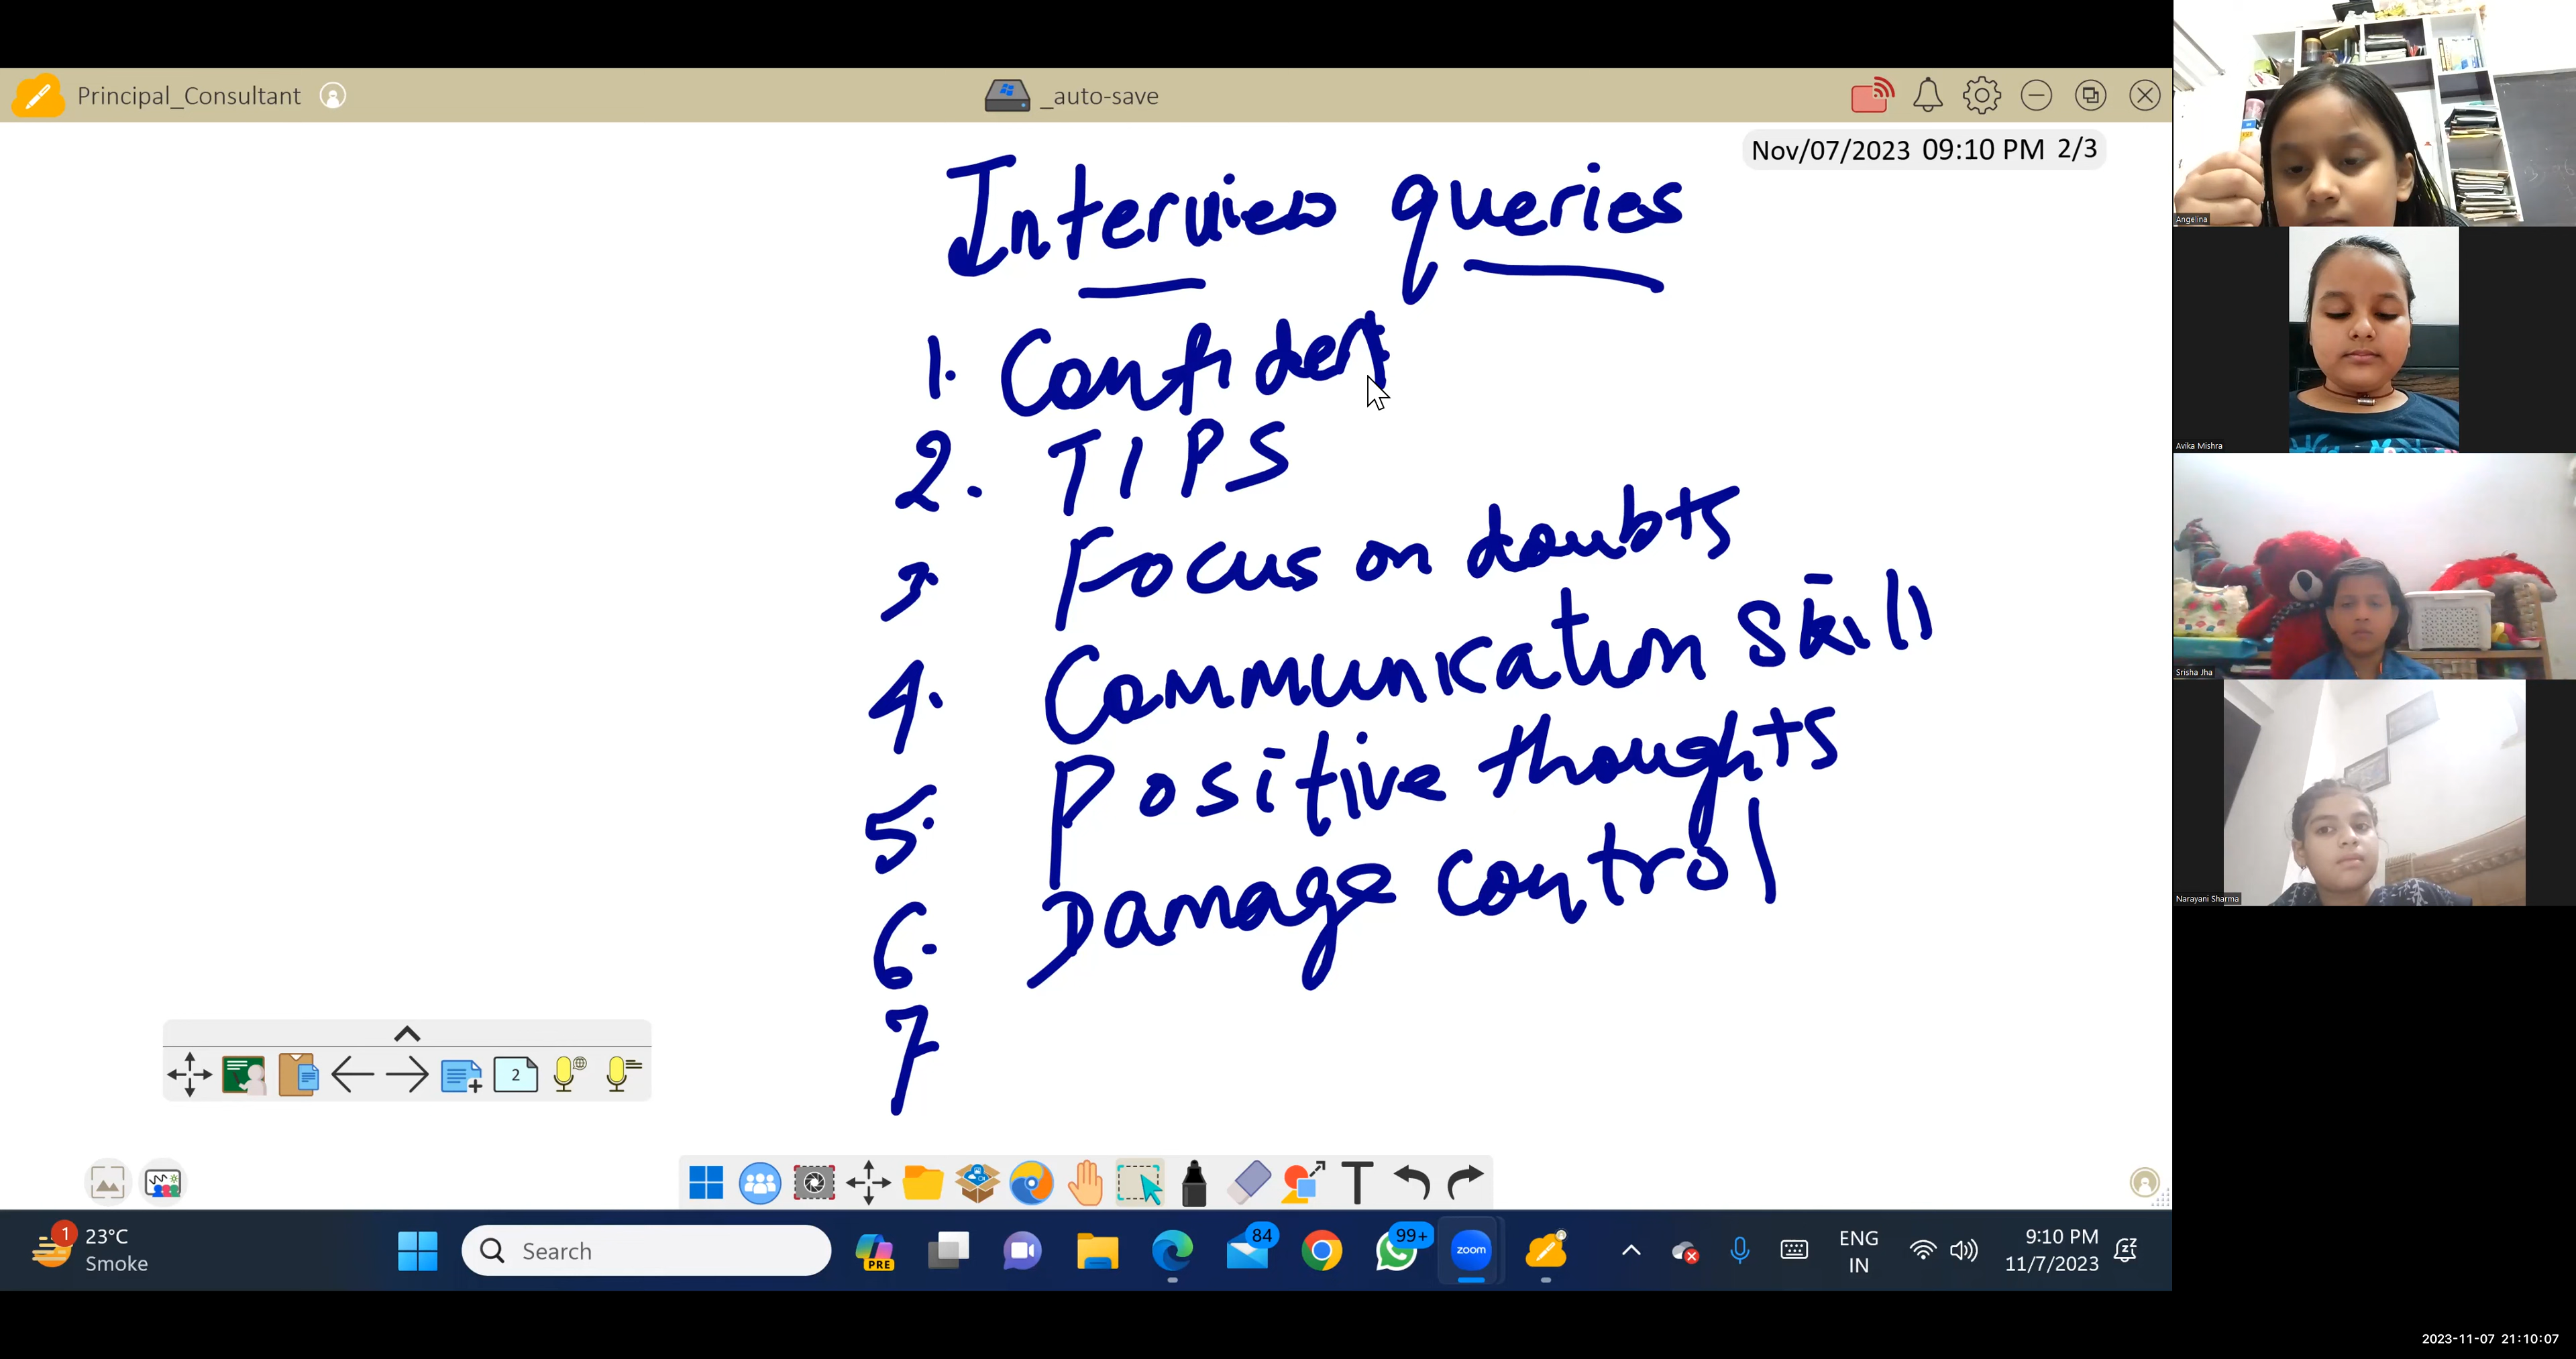 Principal_Consultant
_auto-save
Nov/07/2023 09:10 PM 2/3
Interview queries
1. Confident
2. TIPS
3. Focus on doubts
4. Communication skill
5. Positive thoughts
6. Damage control
7
2
T
1
23°C
Smoke
Search
PRE
84
99+
zoom
ENG
IN
9:10 PM
11/7/2023
Angelina
Avika Mishra
Srisha Jha
Narayani Sharma
2023-11-07 21:10:07